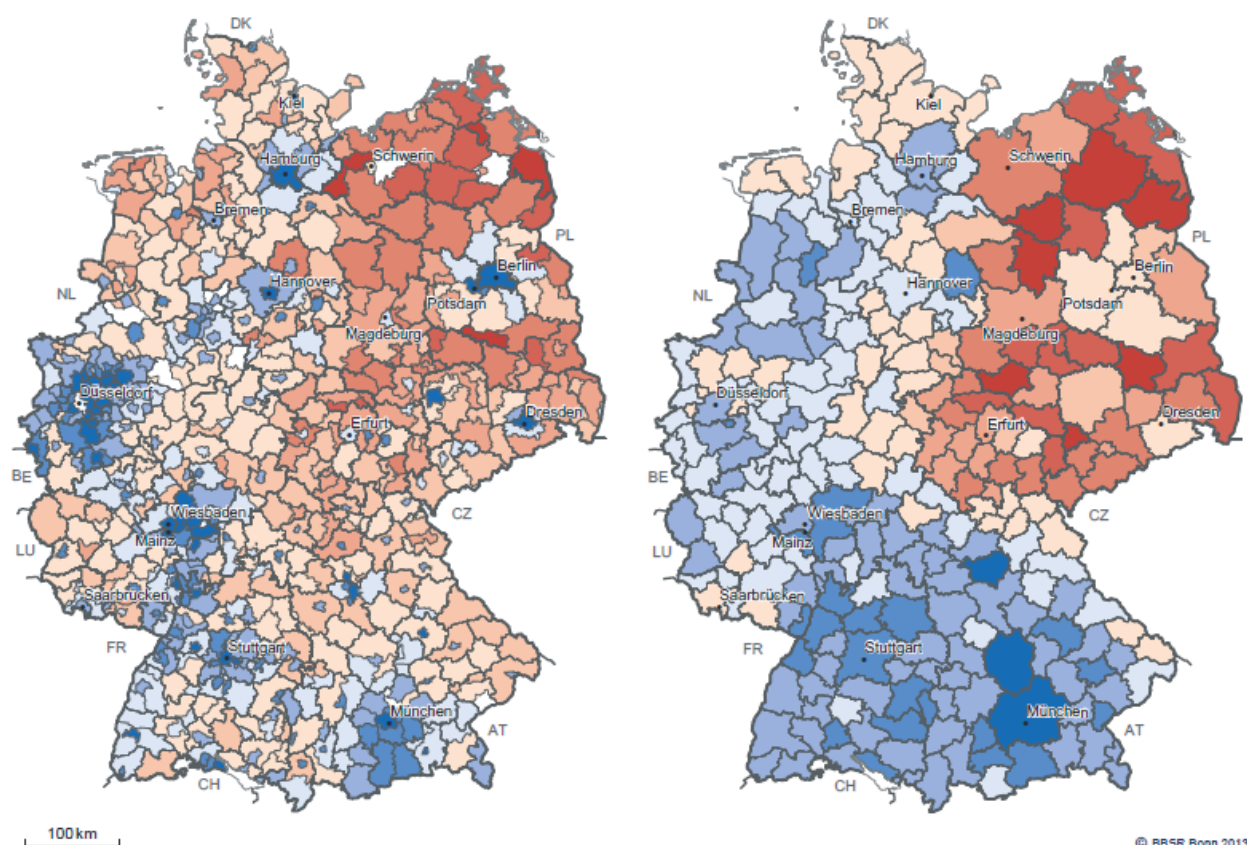 DK
Kiel
Hamburg
Schwerin
Bremen
PL
Berlin
NL
Hannover
Potsdam
Magdeburg
Düsseldorf
Dresden
Erfurt
BE
Wiesbaden
CZ
Mainz
LU
Saarbrücken
FR
Stuttgart
München
AT
CH
100 km
DK
Kiel
Hamburg
Schwerin
Bremen
PL
Berlin
NL
Hannover
Potsdam
Magdeburg
Düsseldorf
Dresden
Erfurt
BE
Wiesbaden
CZ
Mainz
LU
Saarbrücken
FR
Stuttgart
München
AT
CH
© BBSR Bonn 2013